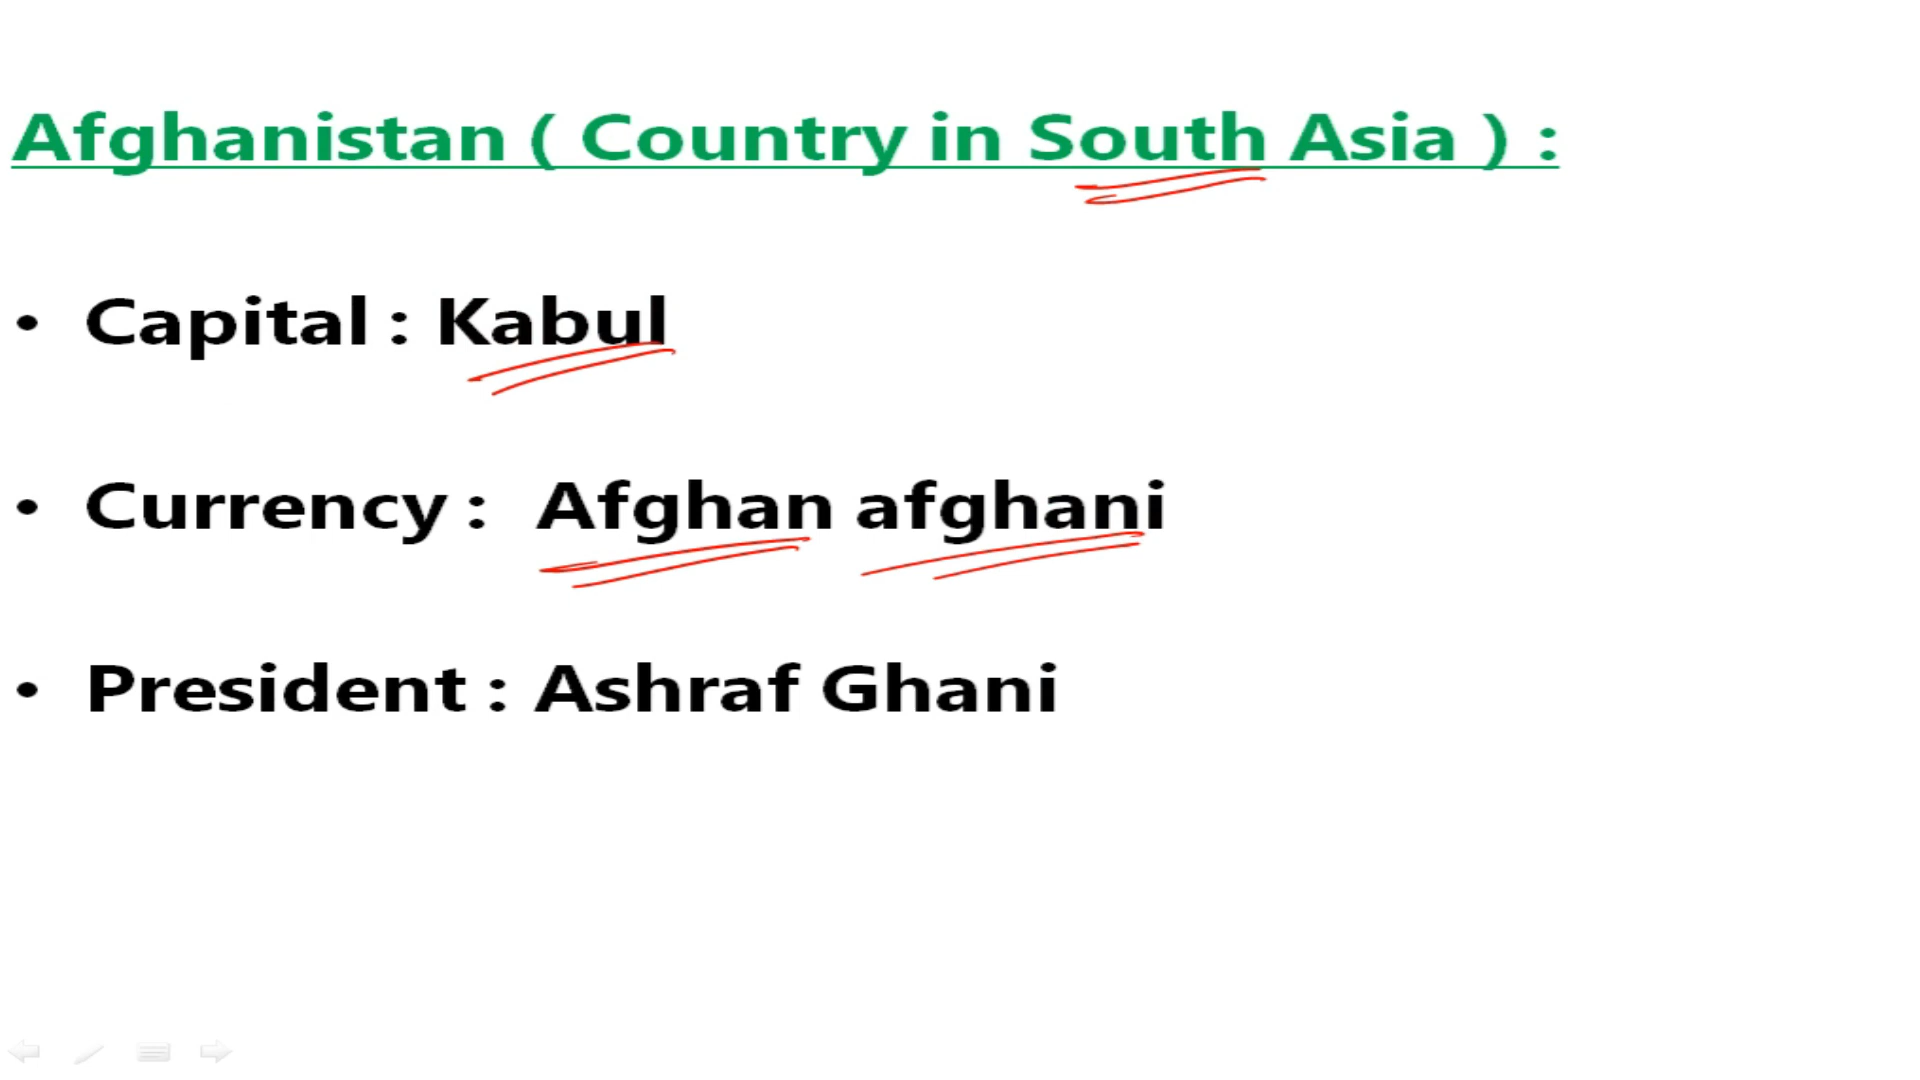 Afghanistan ( Country in South Asia ) :
• Capital : Kabul
• Currency : Afghan afghani
• President : Ashraf Ghani